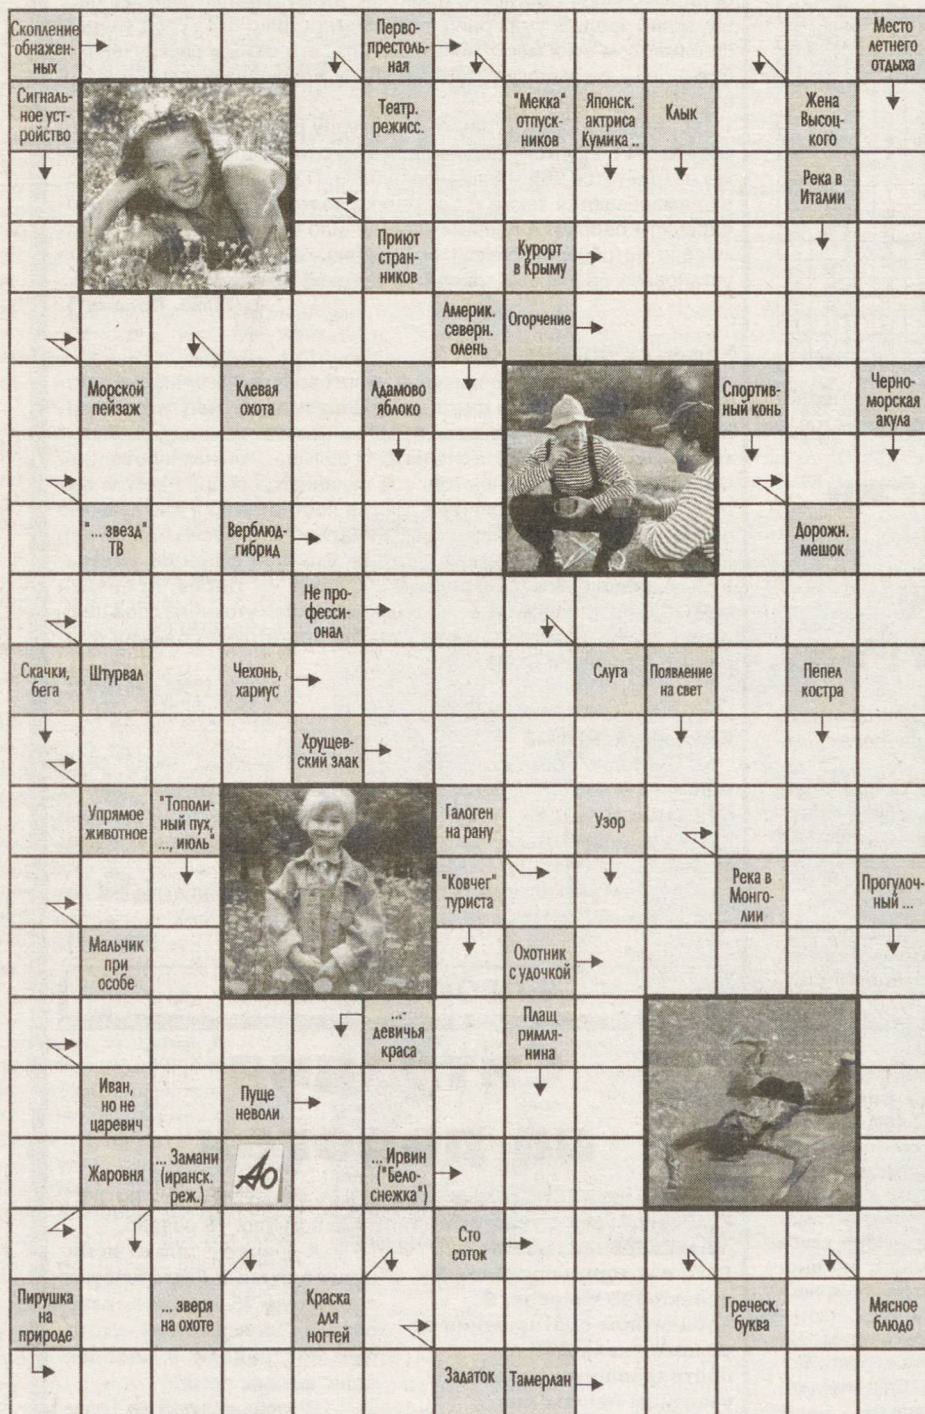 Скопление
обнажен-
ных
Перво-
престоль-
ная
Место
летнего
отдыха
Сигналь-
ное уст-
ройство
Театр.
режисс.
"Мекка"
отпуск-
ников
Японск.
актриса
Кумика ..
Клык
Жена
Высоц-
кого
Река в
Италии
Приют
стран-
ников
Курорт
в Крыму
Америк.
северн.
олень
Огорчение
Морской
пейзаж
Клевая
охота
Адамово
яблоко
Спортив-
ный конь
Черно-
морская
акула
"... звезд"
ТВ
Верблюд-
гибрид
Дорожн.
мешок
Не про-
фесси-
онал
Скачки,
бега
Штурвал
Чехонь,
хариус
Слуга
Появление
на свет
Пепел
костра
Хрущев-
ский злак
Упрямое
животное
"Тополи-
ный пух,
..., июль"
Галоген
на рану
Узор
"Ковчег"
туриста
Река в
Монго-
лии
Прогулоч-
ный ...
Мальчик
при
особе
Охотник
с удочкой
...-
девичья
краса
Плащ
римля-
нина
Иван,
но не
царевич
Пуще
неволи
Жаровня
... Замани
(иранск.
реж.)
... Ирвин
("Бело-
снежка")
Сто
соток
Пирушка
на
природе
... зверя
на охоте
Краска
для
ногтей
Греческ.
буква
Мясное
блюдо
Задаток
Тамерлан